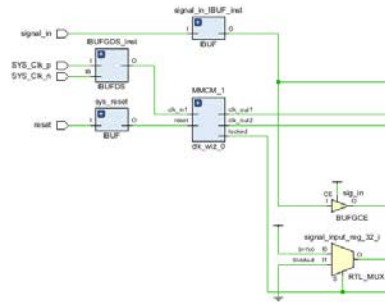 signal_in_IBUF_inst
signal_in
I
O
IBUF
IBUFGDS_inst
SYS_Clk_p
I
O
SYS_Clk_n
IB
IBUFDS
sys_reset
MMCM_1
reset
I
O
IBUF
clk_in1
clk_out1
reset
clk_out2
locked
clk_wiz_0
CE
sig_in
I
O
BUFGCE
signal_input_reg_32_i
I0
I1
O
S
RTL_MUX